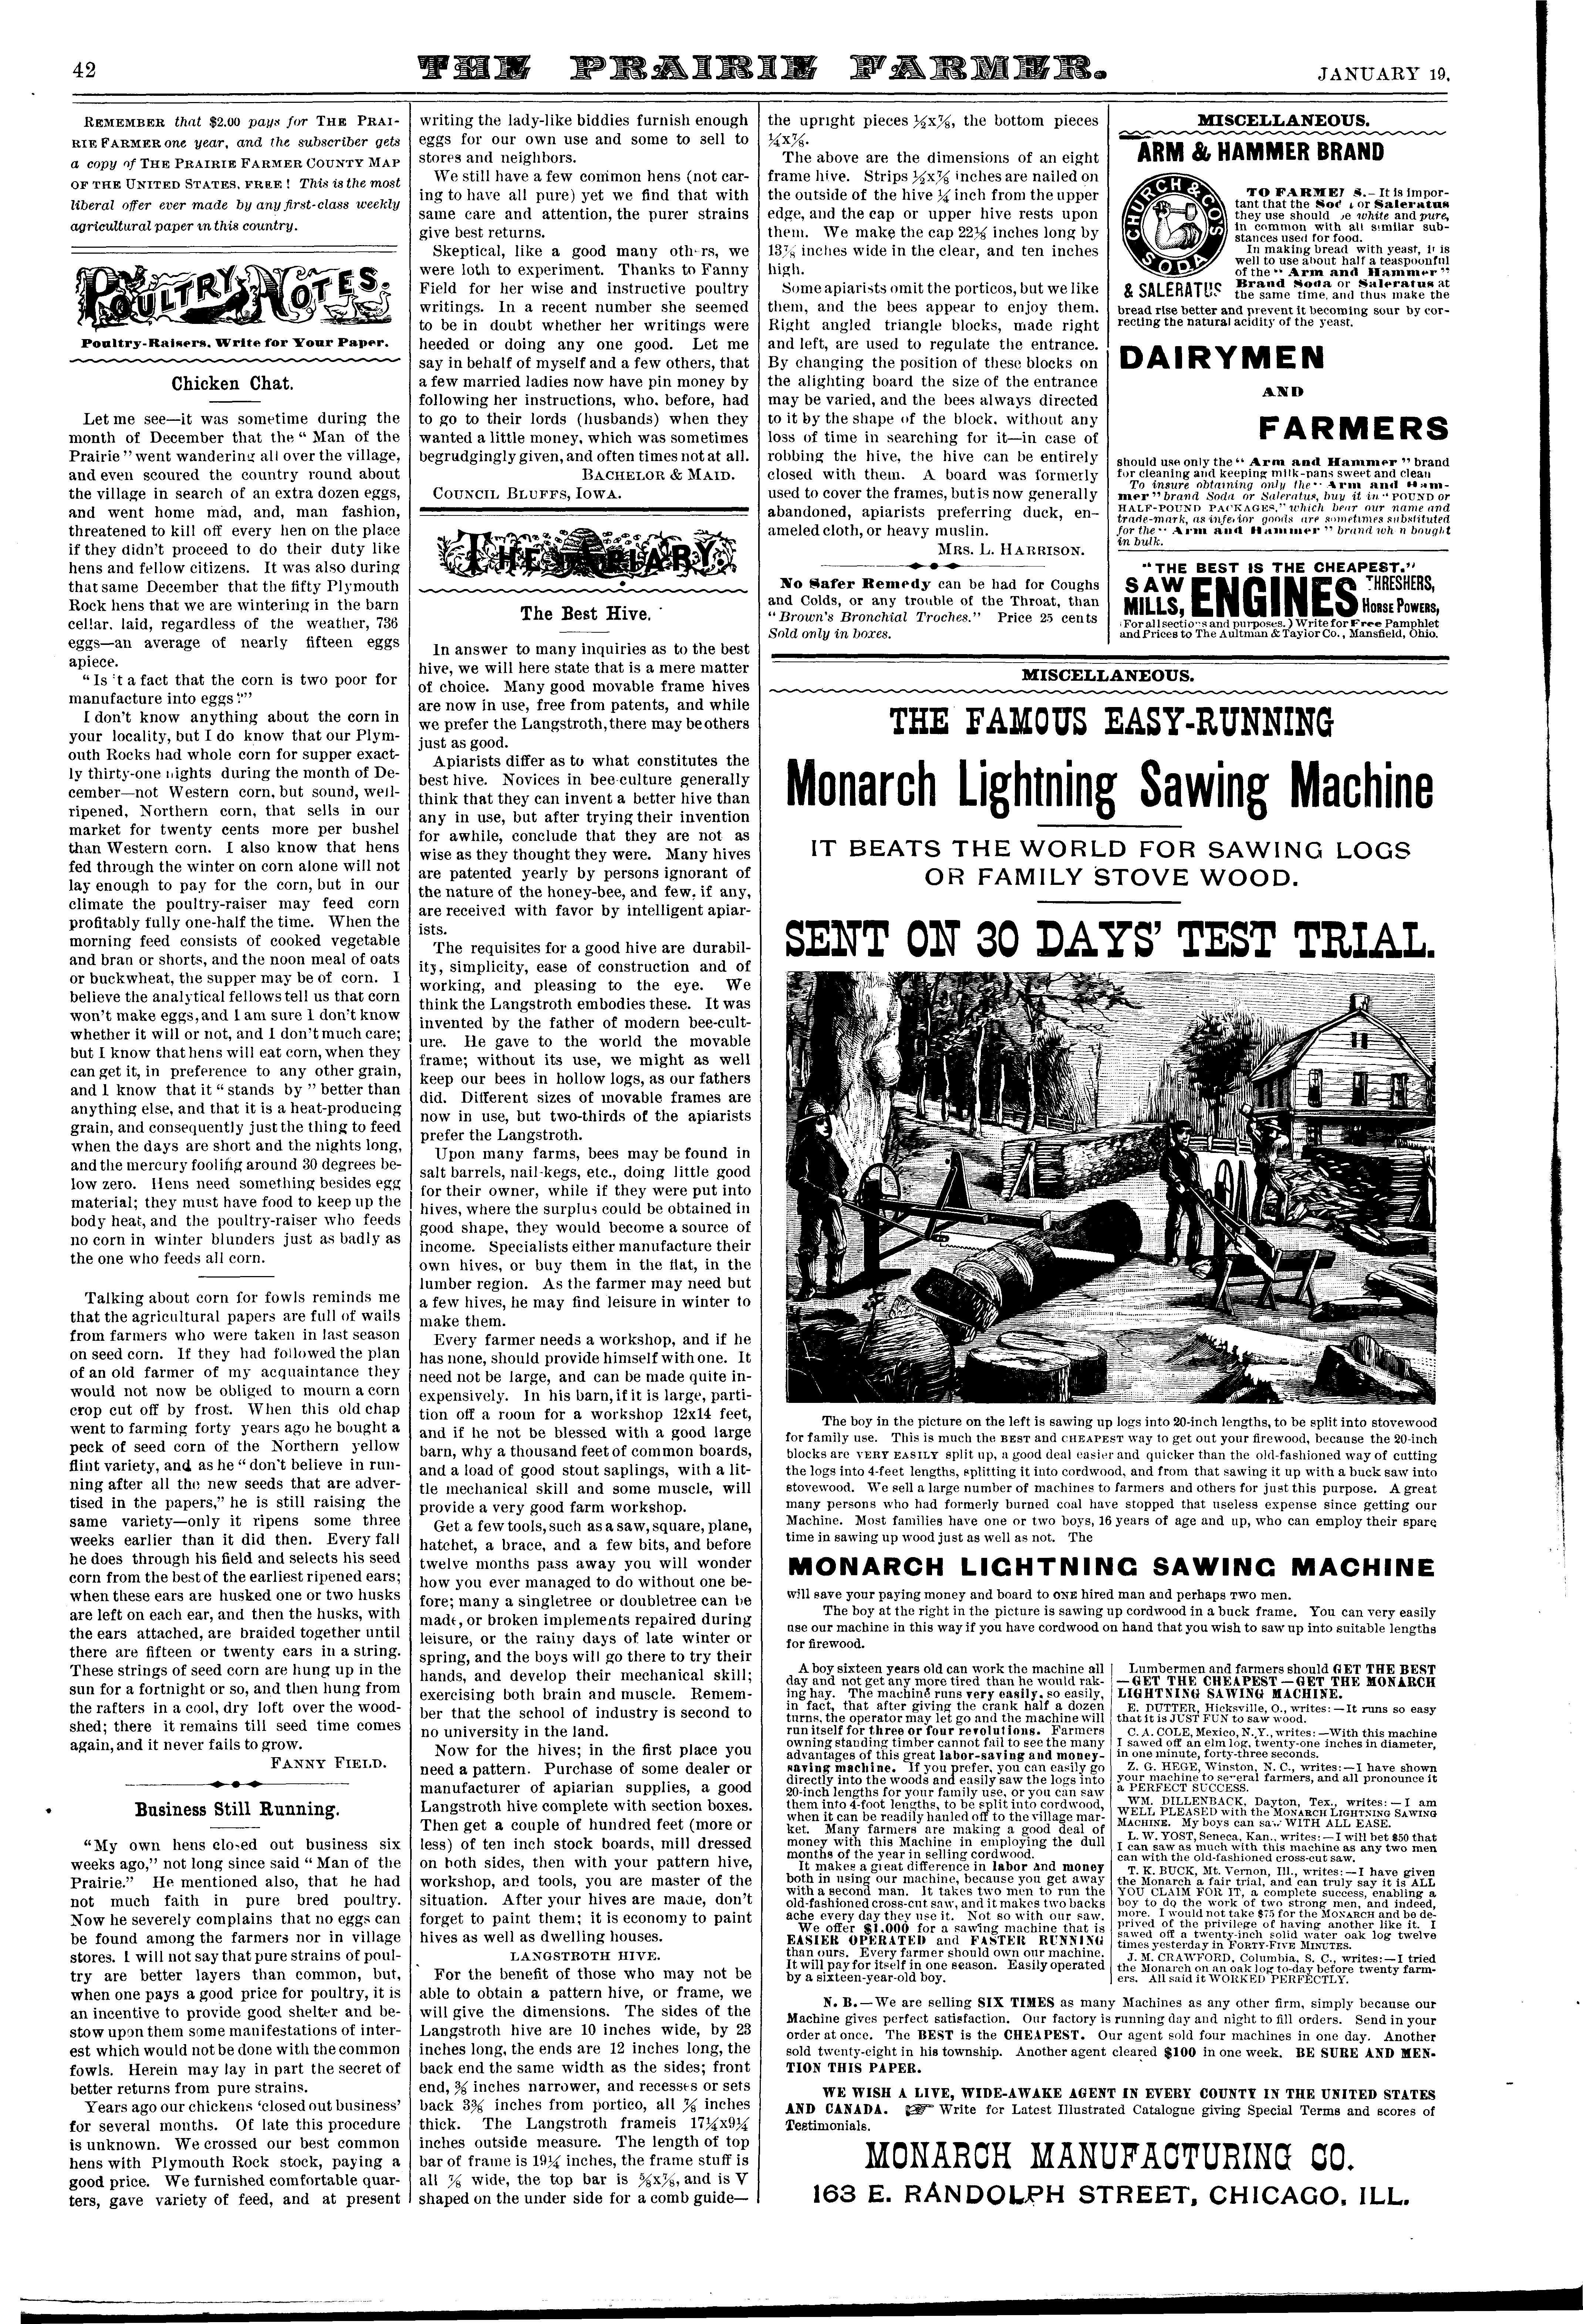 42
THE PRAIRIE FARMER.
JANUARY 19,
REMEMBER that $2.00 pays for THE PRAI-
RIE FARMER one year, and the subscriber gets
a copy of THE PRAIRIE FARMER COUNTY MAP
OF THE UNITED STATES, FREE! This is the most
liberal offer ever made by any first-class weekly
agricultural paper in this country.
POULTRY NOTES.
Poultry-Raisers. Write for Your Paper.
Chicken Chat.
Let me see—it was sometime during the
month of December that the “ Man of the
Prairie ” went wandering all over the village,
and even scoured the country round about
the village in search of an extra dozen eggs,
and went home mad, and, man fashion,
threatened to kill off every hen on the place
if they didn't proceed to do their duty like
hens and fellow citizens. It was also during
that same December that the fifty Plymouth
Rock hens that we are wintering in the barn
cellar, laid, regardless of the weather, 736
eggs—an average of nearly fifteen eggs
apiece.
“ Is 't a fact that the corn is two poor for
manufacture into eggs?”
I don't know anything about the corn in
your locality, but I do know that our Plym-
outh Rocks had whole corn for supper exact-
ly thirty-one nights during the month of De-
cember—not Western corn, but sound, well-
ripened, Northern corn, that sells in our
market for twenty cents more per bushel
than Western corn. I also know that hens
fed through the winter on corn alone will not
lay enough to pay for the corn, but in our
climate the poultry-raiser may feed corn
profitably fully one-half the time. When the
morning feed consists of cooked vegetable
and bran or shorts, and the noon meal of oats
or buckwheat, the supper may be of corn. I
believe the analytical fellows tell us that corn
won't make eggs, and I am sure I don't know
whether it will or not, and I don't much care;
but I know that hens will eat corn, when they
can get it, in preference to any other grain,
and I know that it “ stands by ” better than
anything else, and that it is a heat-producing
grain, and consequently just the thing to feed
when the days are short and the nights long,
and the mercury fooling around 30 degrees be-
low zero. Hens need something besides egg
material; they must have food to keep up the
body heat, and the poultry-raiser who feeds
no corn in winter blunders just as badly as
the one who feeds all corn.
Talking about corn for fowls reminds me
that the agricultural papers are full of wails
from farmers who were taken in last season
on seed corn. If they had followed the plan
of an old farmer of my acquaintance they
would not now be obliged to mourn a corn
crop cut off by frost. When this old chap
went to farming forty years ago he bought a
peck of seed corn of the Northern yellow
flint variety, and as he “ don't believe in run-
ning after all the new seeds that are adver-
tised in the papers,” he is still raising the
same variety—only it ripens some three
weeks earlier than it did then. Every fall
he does through his field and selects his seed
corn from the best of the earliest ripened ears;
when these ears are husked one or two husks
are left on each ear, and then the husks, with
the ears attached, are braided together until
there are fifteen or twenty ears in a string.
These strings of seed corn are hung up in the
sun for a fortnight or so, and then hung from
the rafters in a cool, dry loft over the wood-
shed; there it remains till seed time comes
again, and it never fails to grow.
FANNY FIELD.
Business Still Running.
“My own hens closed out business six
weeks ago,” not long since said “ Man of the
Prairie.” He mentioned also, that he had
not much faith in pure bred poultry.
Now he severely complains that no eggs can
be found among the farmers nor in village
stores. I will not say that pure strains of poul-
try are better layers than common, but,
when one pays a good price for poultry, it is
an incentive to provide good shelter and be-
stow upon them some manifestations of inter-
est which would not be done with the common
fowls. Herein may lay in part the secret of
better returns from pure strains.
Years ago our chickens ‘closed out business’
for several months. Of late this procedure
is unknown. We crossed our best common
hens with Plymouth Rock stock, paying a
good price. We furnished comfortable quar-
ters, gave variety of feed, and at present
writing the lady-like biddies furnish enough
eggs for our own use and some to sell to
stores and neighbors.
We still have a few common hens (not car-
ing to have all pure) yet we find that with
same care and attention, the purer strains
give best returns.
Skeptical, like a good many others, we
were loth to experiment. Thanks to Fanny
Field for her wise and instructive poultry
writings. In a recent number she seemed
to be in doubt whether her writings were
heeded or doing any one good. Let me
say in behalf of myself and a few others, that
a few married ladies now have pin money by
following her instructions, who, before, had
to go to their lords (husbands) when they
wanted a little money, which was sometimes
begrudgingly given, and often times not at all.
BACHELOR & MAID.
COUNCIL BLUFFS, IOWA.
THE APIARY.
The Best Hive.
In answer to many inquiries as to the best
hive, we will here state that is a mere matter
of choice. Many good movable frame hives
are now in use, free from patents, and while
we prefer the Langstroth, there may be others
just as good.
Apiarists differ as to what constitutes the
best hive. Novices in bee-culture generally
think that they can invent a better hive than
any in use, but after trying their invention
for awhile, conclude that they are not as
wise as they thought they were. Many hives
are patented yearly by persons ignorant of
the nature of the honey-bee, and few, if any,
are received with favor by intelligent apiar-
ists.
The requisites for a good hive are durabil-
ity, simplicity, ease of construction and of
working, and pleasing to the eye. We
think the Langstroth embodies these. It was
invented by the father of modern bee-cult-
ure. He gave to the world the movable
frame; without its use, we might as well
keep our bees in hollow logs, as our fathers
did. Different sizes of movable frames are
now in use, but two-thirds of the apiarists
prefer the Langstroth.
Upon many farms, bees may be found in
salt barrels, nail-kegs, etc., doing little good
for their owner, while if they were put into
hives, where the surplus could be obtained in
good shape, they would become a source of
income. Specialists either manufacture their
own hives, or buy them in the flat, in the
lumber region. As the farmer may need but
a few hives, he may find leisure in winter to
make them.
Every farmer needs a workshop, and if he
has none, should provide himself with one. It
need not be large, and can be made quite in-
expensively. In his barn, if it is large, parti-
tion off a room for a workshop 12x14 feet,
and if he not be blessed with a good large
barn, why a thousand feet of common boards,
and a load of good stout saplings, with a lit-
tle mechanical skill and some muscle, will
provide a very good farm workshop.
Get a few tools, such as a saw, square, plane,
hatchet, a brace, and a few bits, and before
twelve months pass away you will wonder
how you ever managed to do without one be-
fore; many a singletree or doubletree can be
made, or broken implements repaired during
leisure, or the rainy days of late winter or
spring, and the boys will go there to try their
hands, and develop their mechanical skill;
exercising both brain and muscle. Remem-
ber that the school of industry is second to
no university in the land.
Now for the hives; in the first place you
need a pattern. Purchase of some dealer or
manufacturer of apiarian supplies, a good
Langstroth hive complete with section boxes.
Then get a couple of hundred feet (more or
less) of ten inch stock boards, mill dressed
on both sides, then with your pattern hive,
workshop, and tools, you are master of the
situation. After your hives are made, don't
forget to paint them; it is economy to paint
hives as well as dwelling houses.
LANGSTROTH HIVE.
For the benefit of those who may not be
able to obtain a pattern hive, or frame, we
will give the dimensions. The sides of the
Langstroth hive are 10 inches wide, by 23
inches long, the ends are 12 inches long, the
back end the same width as the sides; front
end, ⅜ inches narrower, and recesses or sets
back 3⅜ inches from portico, all ⅞ inches
thick. The Langstroth frameis 17¼x9¼
inches outside measure. The length of top
bar of frame is 19¼ inches, the frame stuff is
all ⅞ wide, the top bar is ⅝x⅞, and is V
shaped on the under side for a comb guide—
the upright pieces ½x⅞, the bottom pieces
¼x⅞.
The above are the dimensions of an eight
frame hive. Strips ½x⅞ inches are nailed on
the outside of the hive ¼ inch from the upper
edge, and the cap or upper hive rests upon
them. We make the cap 22¼ inches long by
13⅞ inches wide in the clear, and ten inches
high.
Some apiarists omit the porticos, but we like
them, and the bees appear to enjoy them.
Right angled triangle blocks, made right
and left, are used to regulate the entrance.
By changing the position of these blocks on
the alighting board the size of the entrance
may be varied, and the bees always directed
to it by the shape of the block, without any
loss of time in searching for it—in case of
robbing the hive, the hive can be entirely
closed with them. A board was formerly
used to cover the frames, but is now generally
abandoned, apiarists preferring duck, en-
ameled cloth, or heavy muslin.
MRS. L. HARRISON.
No Safer Remedy can be had for Coughs
and Colds, or any trouble of the Throat, than
“Brown's Bronchial Troches.” Price 25 cents
Sold only in boxes.
MISCELLANEOUS.
ARM & HAMMER BRAND
CHURCH & CO'S
SODA
& SALERATUS
TO FARMERS.—It is impor-
tant that the Soda or Saleratus
they use should be white and pure,
in common with all similar sub-
stances used for food.
In making bread with yeast, it is
well to use about half a teaspoonful
of the “ Arm and Hammer ”
Brand Soda or Saleratus at
the same time, and thus make the
bread rise better and prevent it becoming sour by cor-
recting the natural acidity of the yeast.
DAIRYMEN
AND
FARMERS
should use only the “ Arm and Hammer ” brand
for cleaning and keeping milk-pans sweet and clean
To insure obtaining only the “ Arm and Ham-
mer” brand Soda or Saleratus, buy it in “ POUND or
HALF-POUND PACKAGES,” which bear our name and
trade-mark, as inferior goods are sometimes substituted
for the “ Arm and Hammer ” brand wh n bought
in bulk.
“THE BEST IS THE CHEAPEST.”
SAW MILLS, ENGINES THRESHERS, HORSE POWERS,
(For all sections and purposes.) Write for Free Pamphlet
and Prices to The Aultman & Taylor Co., Mansfield, Ohio.
MISCELLANEOUS.
THE FAMOUS EASY-RUNNING
Monarch Lightning Sawing Machine
IT BEATS THE WORLD FOR SAWING LOGS
OR FAMILY STOVE WOOD.
SENT ON 30 DAYS' TEST TRIAL.
The boy in the picture on the left is sawing up logs into 20-inch lengths, to be split into stovewood
for family use. This is much the BEST and CHEAPEST way to get out your firewood, because the 20-inch
blocks are VERY EASILY split up, a good deal easier and quicker than the old-fashioned way of cutting
the logs into 4-feet lengths, splitting it into cordwood, and from that sawing it up with a buck saw into
stovewood. We sell a large number of machines to farmers and others for just this purpose. A great
many persons who had formerly burned coal have stopped that useless expense since getting our
Machine. Most families have one or two boys, 16 years of age and up, who can employ their spare
time in sawing up wood just as well as not. The
MONARCH LIGHTNING SAWING MACHINE
will save your paying money and board to ONE hired man and perhaps TWO men.
The boy at the right in the picture is sawing up cordwood in a buck frame. You can very easily
use our machine in this way if you have cordwood on hand that you wish to saw up into suitable lengths
for firewood.
A boy sixteen years old can work the machine all
day and not get any more tired than he would rak-
ing hay. The machine runs very easily, so easily,
in fact, that after giving the crank half a dozen
turns, the operator may let go and the machine will
run itself for three or four revolutions. Farmers
owning standing timber cannot fail to see the many
advantages of this great labor-saving and money-
saving machine. If you prefer, you can easily go
directly into the woods and easily saw the logs into
20-inch lengths for your family use, or you can saw
them into 4-foot lengths, to be split into cordwood,
when it can be readily hauled off to the village mar-
ket. Many farmers are making a good deal of
money with this Machine in employing the dull
months of the year in selling cordwood.
It makes a great difference in labor and money
both in using our machine, because you get away
with a second man. It takes two men to run the
old-fashioned cross-cut saw, and it makes two backs
ache every day they use it. Not so with our saw.
We offer $1,000 for a sawing machine that is
EASIER OPERATED and FASTER RUNNING
than ours. Every farmer should own our machine.
It will pay for itself in one season. Easily operated
by a sixteen-year-old boy.
Lumbermen and farmers should GET THE BEST
—GET THE CHEAPEST—GET THE MONARCH
LIGHTNING SAWING MACHINE.
E. DUTTER, Hicksville, O., writes:—It runs so easy
that it is JUST FUN to saw wood.
C. A. COLE, Mexico, N. Y., writes:—With this machine
I sawed off an elm log, twenty-one inches in diameter,
in one minute, forty-three seconds.
Z. G. HEGE, Winston, N. C., writes:—I have shown
your machine to several farmers, and all pronounce it
a PERFECT SUCCESS.
WM. DILLENBACK, Dayton, Tex., writes:—I am
WELL PLEASED with the MONARCH LIGHTNING SAWING
MACHINE. My boys can saw WITH ALL EASE.
L. W. YOST, Seneca, Kan., writes:—I will bet $50 that
I can saw as much with this machine as any two men
can with the old-fashioned cross-cut saw.
T. K. BUCK, Mt. Vernon, Ill., writes:—I have given
the Monarch a fair trial, and can truly say it is ALL
YOU CLAIM FOR IT, a complete success, enabling a
boy to do the work of two strong men, and indeed,
more. I would not take $75 for the MONARCH and be de-
prived of the privilege of having another like it. I
sawed off a twenty-inch solid water oak log twelve
times yesterday in FORTY-FIVE MINUTES.
J. M. CRAWFORD, Columbia, S. C., writes:—I tried
the Monarch on an oak log to-day before twenty farm-
ers. All said it WORKED PERFECTLY.
N. B.—We are selling SIX TIMES as many Machines as any other firm, simply because our
Machine gives perfect satisfaction. Our factory is running day and night to fill orders. Send in your
order at once. The BEST is the CHEAPEST. Our agent sold four machines in one day. Another
sold twenty-eight in his township. Another agent cleared $100 in one week. BE SURE AND MEN-
TION THIS PAPER.
WE WISH A LIVE, WIDE-AWAKE AGENT IN EVERY COUNTY IN THE UNITED STATES
AND CANADA. ☞ Write for Latest Illustrated Catalogue giving Special Terms and scores of
Testimonials.
MONARCH MANUFACTURING CO.
163 E. RANDOLPH STREET, CHICAGO, ILL.